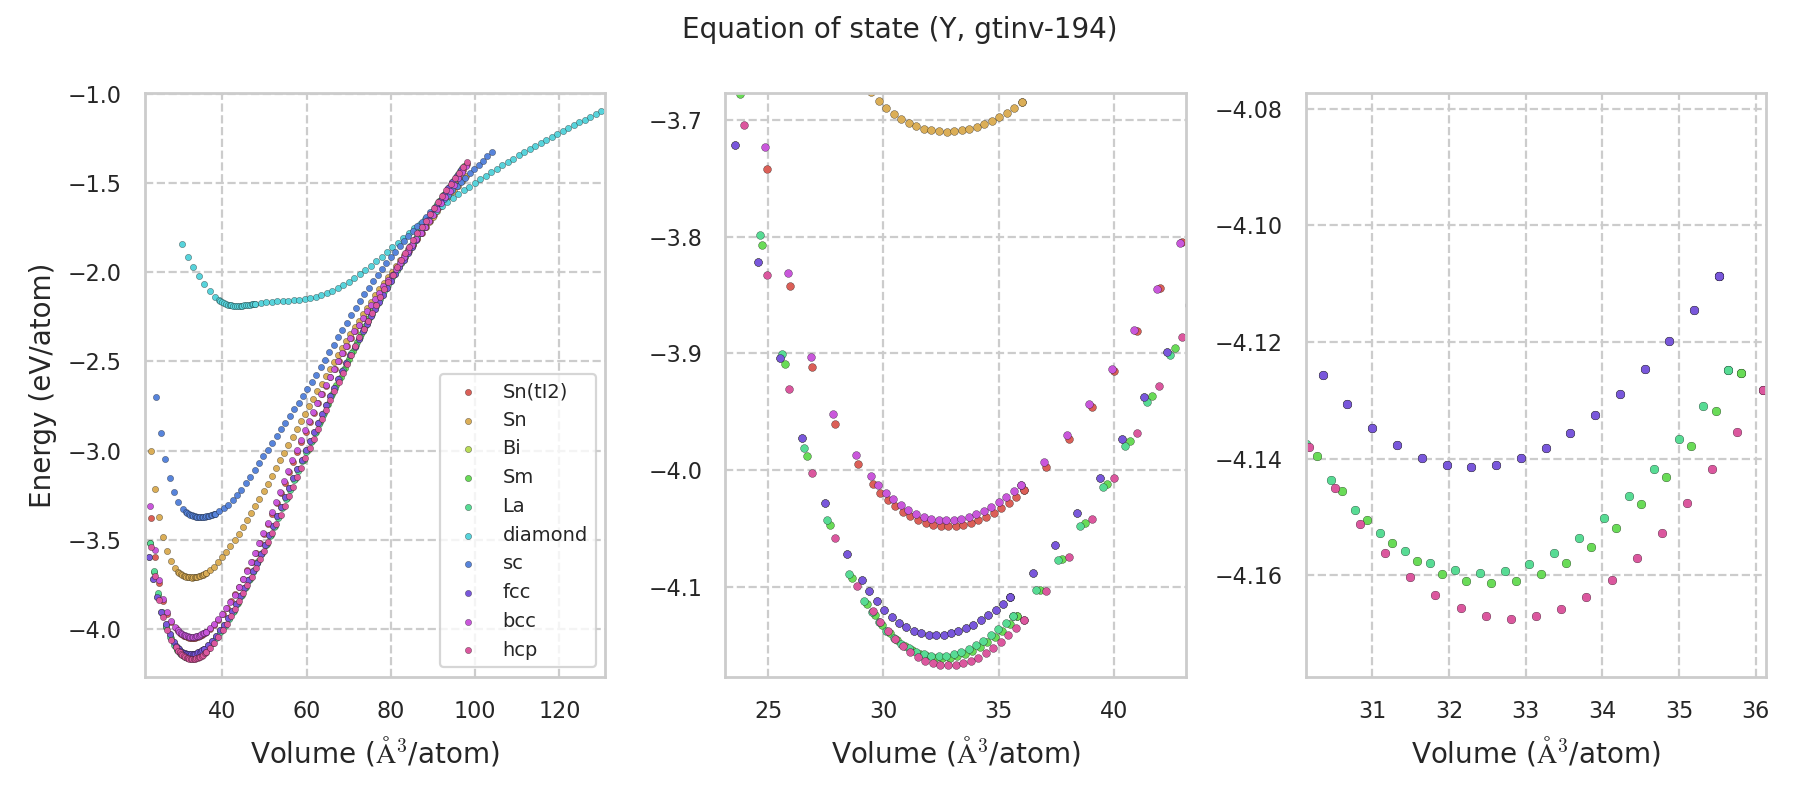 Equation of state (Y, gtinv-194)
Energy (eV/atom)
−1.0
−1.5
−2.0
−2.5
−3.0
−3.5
−4.0
40
60
80
100
120
Volume (Å³/atom)
Sn(tI2)
Sn
Bi
Sm
La
diamond
sc
fcc
bcc
hcp
−3.7
−3.8
−3.9
−4.0
−4.1
25
30
35
40
Volume (Å³/atom)
−4.08
−4.10
−4.12
−4.14
−4.16
31
32
33
34
35
36
Volume (Å³/atom)